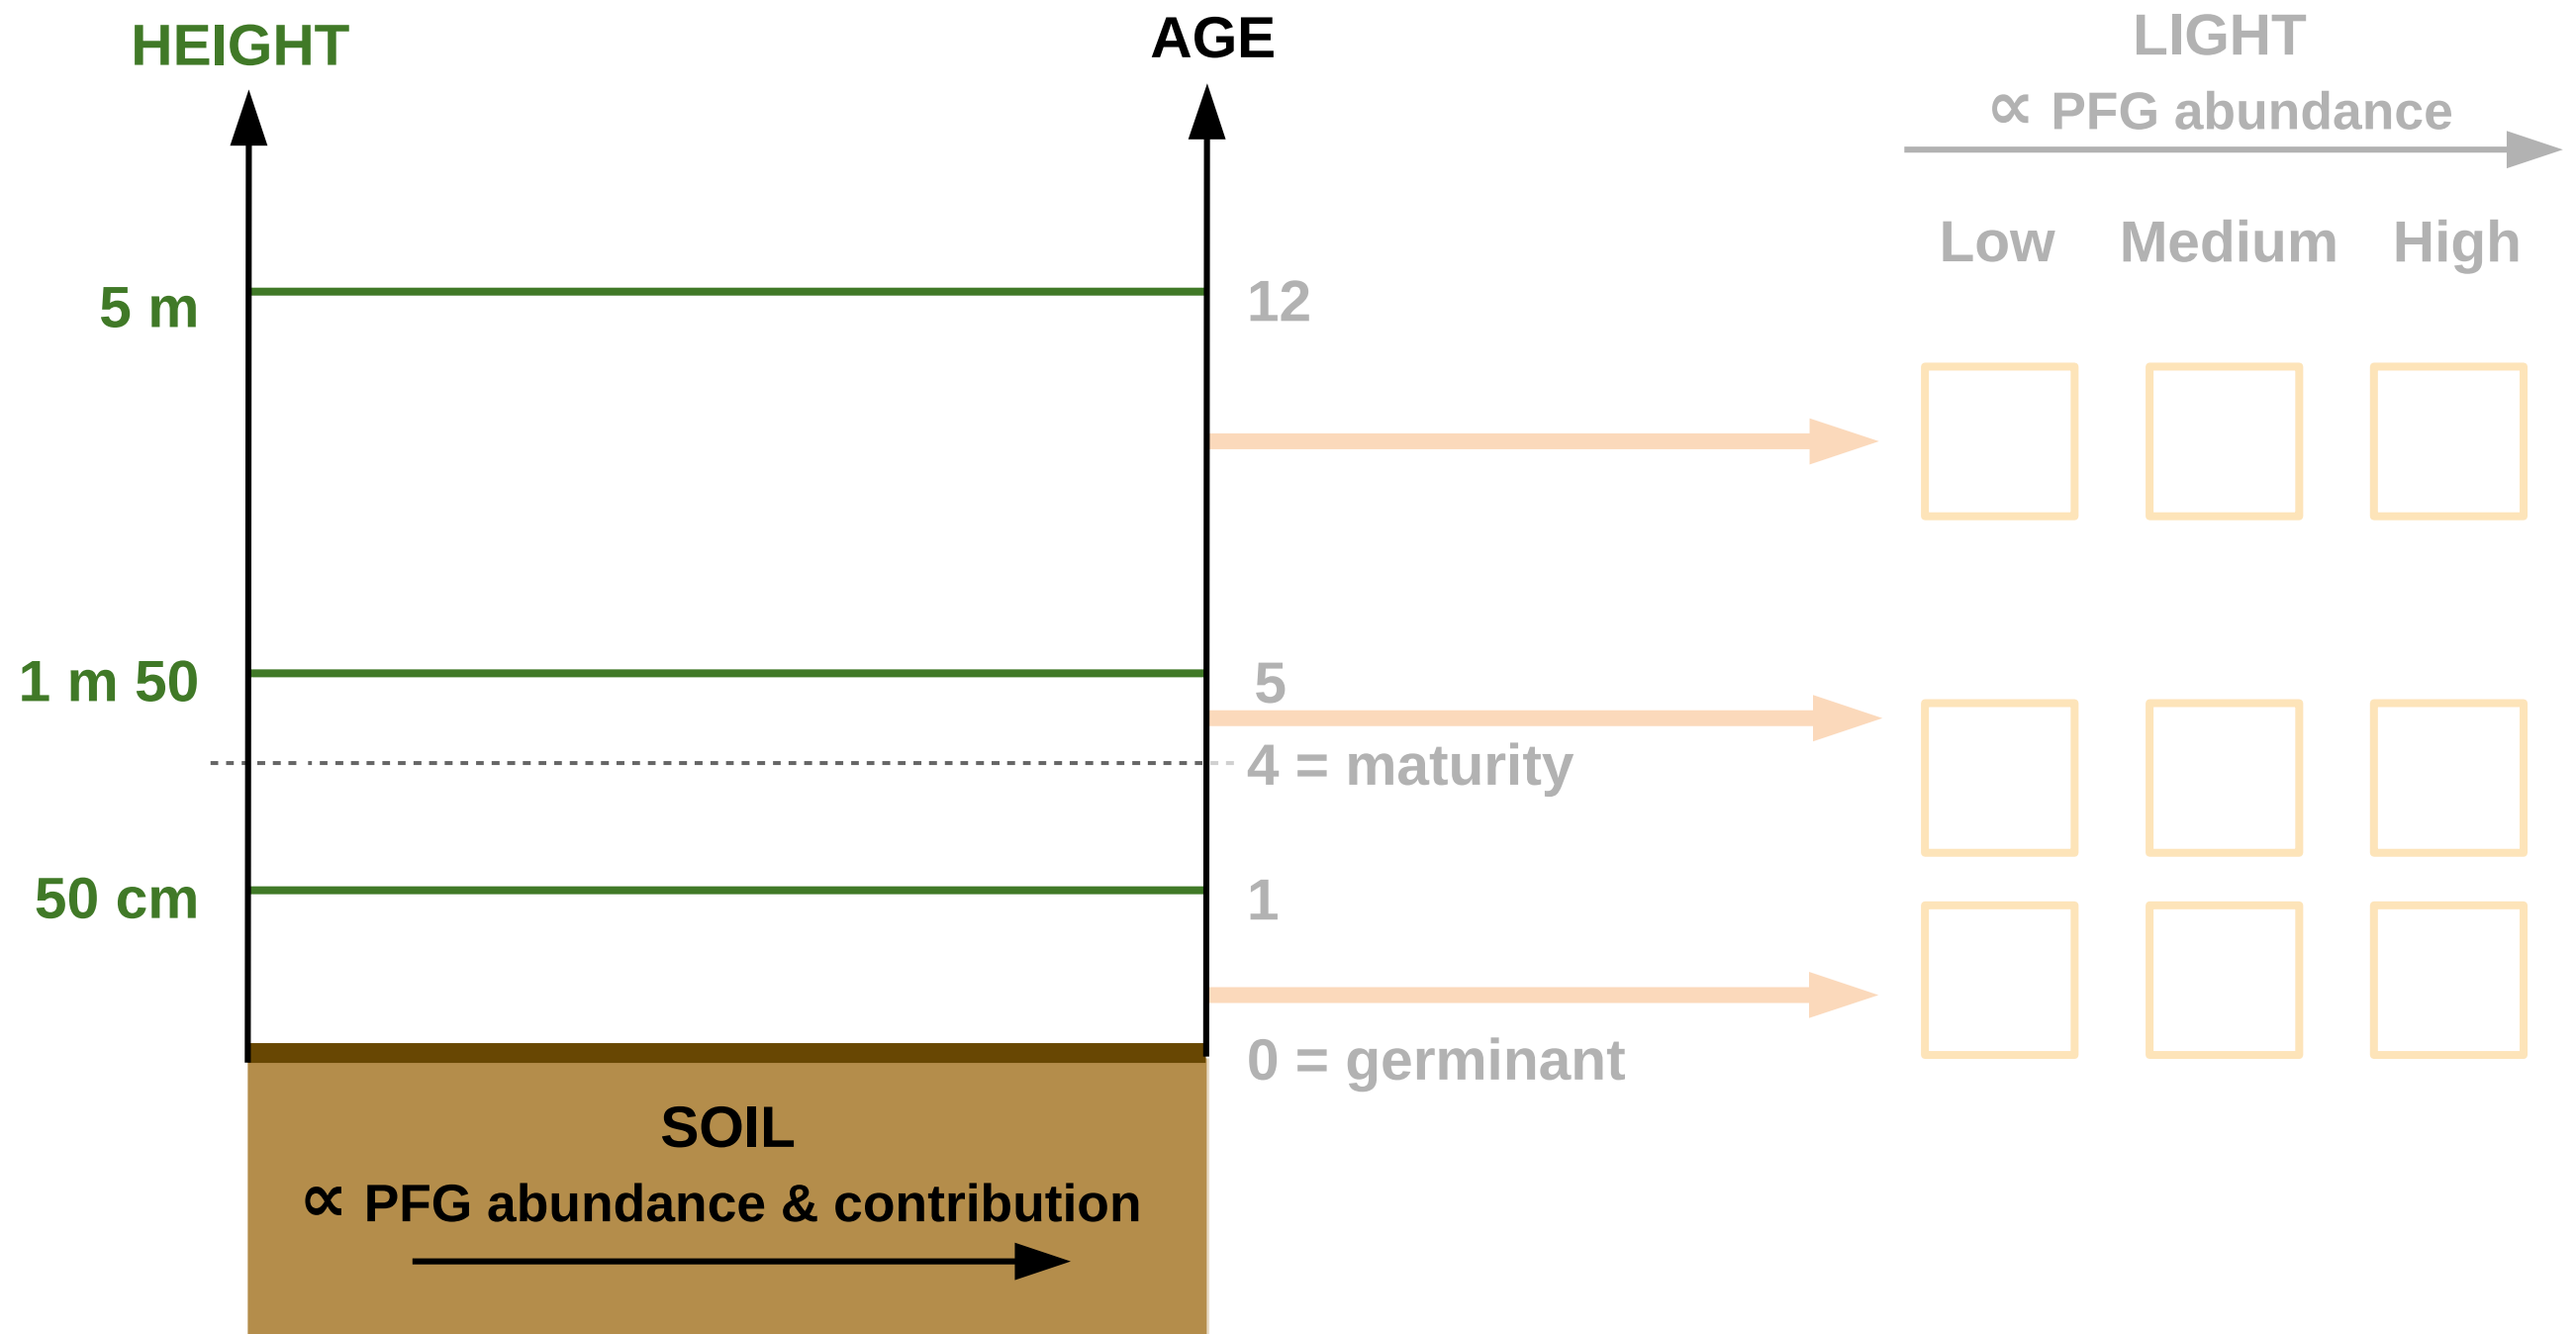 HEIGHT
AGE
LIGHT
∝ PFG abundance
Low Medium High
5 m
12
1 m 50
5
4 = maturity
50 cm
1
0 = germinant
SOIL
∝ PFG abundance & contribution